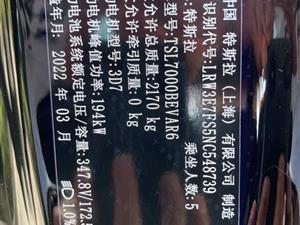 中国 特斯拉 (上海) 有限公司 制造
识别代号: LRW3E7FS5NC548739
:特斯拉 乘坐人数: 5
型号: TSL7000BEVAR6
允许总质量: 2170 kg
允许牵引质量: 0 kg
电机型号: 3D7
电机峰值功率: 194kW
电池系统额定电压/容量: 347.8V/172.5
年月: 2022 年 03 月 1.0%